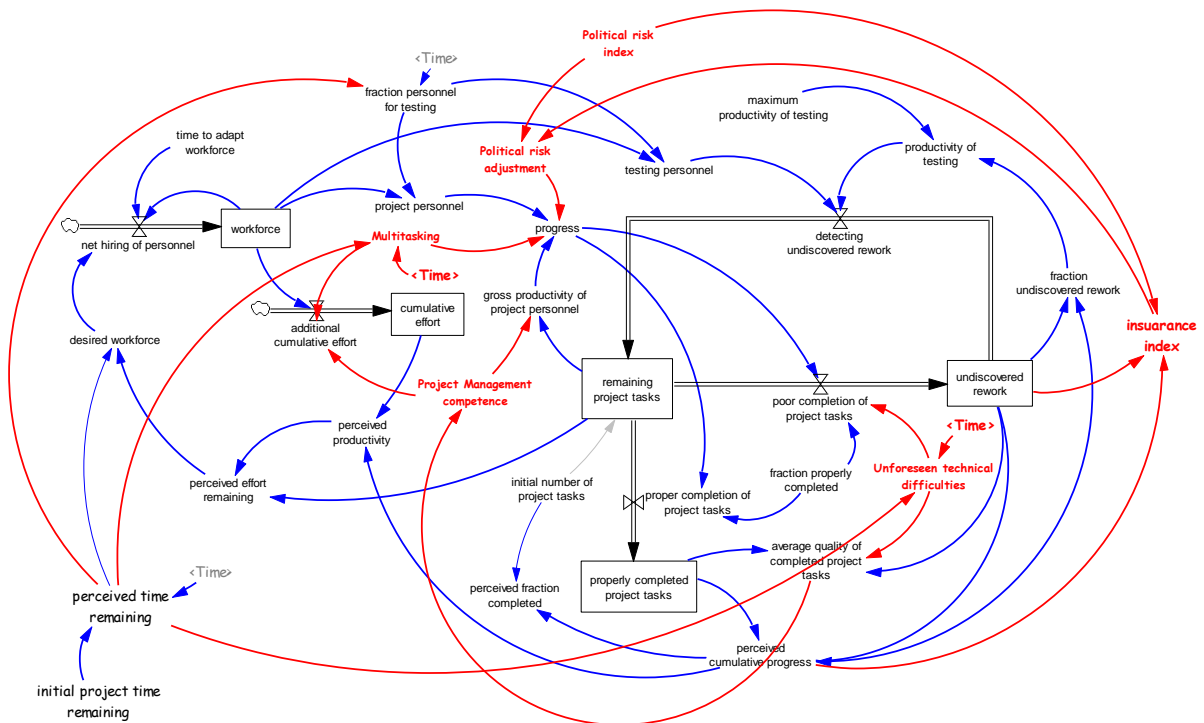 Political risk
index
<Time>
fraction personnel
for testing
maximum
productivity of testing
time to adapt
workforce
Political risk
adjustment
testing personnel
productivity of
testing
project personnel
workforce
net hiring of personnel
Multitasking
progress
detecting
undiscovered rework
<Time>
gross productivity of
project personnel
fraction
undiscovered rework
cumulative
effort
additional
cumulative effort
insuarance
index
desired workforce
Project Management
competence
remaining
project tasks
undiscovered
rework
poor completion of
project tasks
<Time>
perceived
productivity
perceived effort
remaining
initial number of
project tasks
proper completion of
project tasks
fraction properly
completed
Unforeseen technical
difficulties
average quality of
completed project
tasks
<Time>
perceived time
remaining
perceived fraction
completed
properly completed
project tasks
perceived
cumulative progress
initial project time
remaining